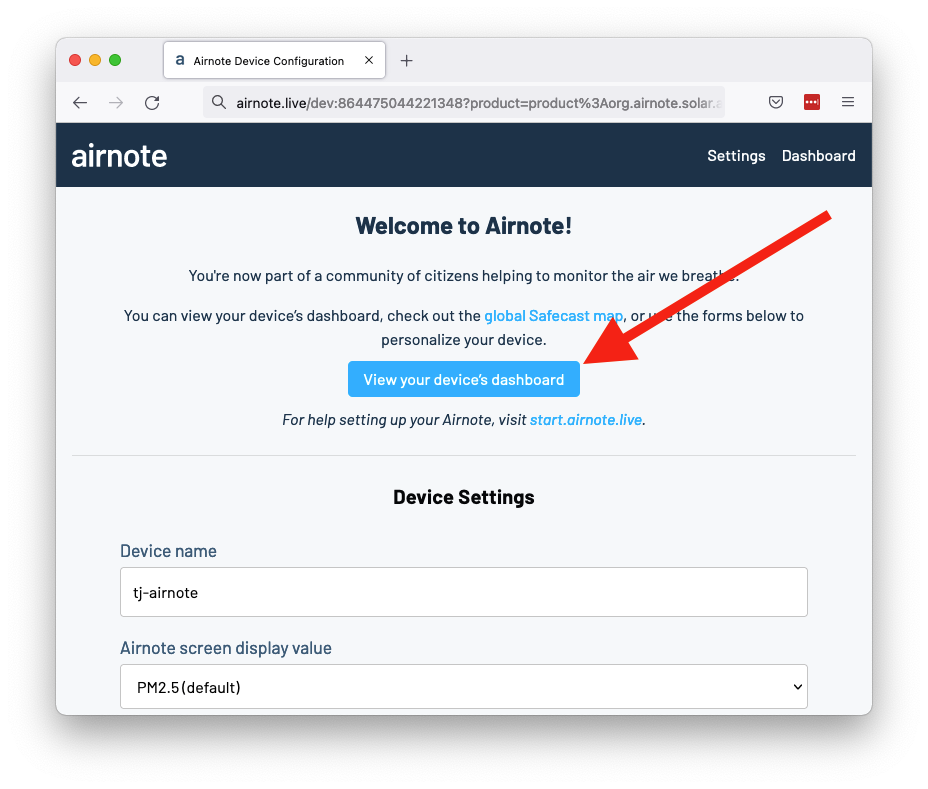 a Airnote Device Configuration
airnote.live/dev:864475044221348?product=product%3Aorg.airnote.solar.a
airnote
Settings Dashboard
Welcome to Airnote!
You're now part of a community of citizens helping to monitor the air we breathe.
You can view your device's dashboard, check out the global Safecast map, or use the forms below to
personalize your device.
View your device's dashboard
For help setting up your Airnote, visit start.airnote.live.
Device Settings
Device name
tj-airnote
Airnote screen display value
PM2.5 (default)